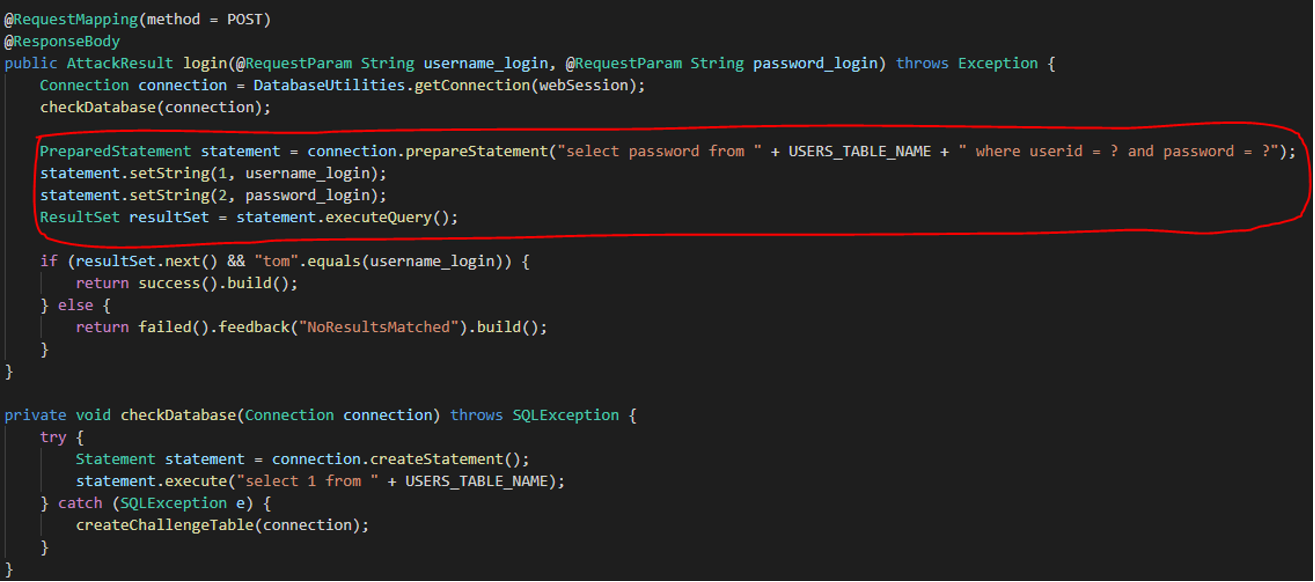 @RequestMapping(method = POST)
@ResponseBody
public AttackResult login(@RequestParam String username_login, @RequestParam String password_login) throws Exception {
    Connection connection = DatabaseUtilities.getConnection(webSession);
    checkDatabase(connection);

    PreparedStatement statement = connection.prepareStatement("select password from " + USERS_TABLE_NAME + " where userid = ? and password = ?");
    statement.setString(1, username_login);
    statement.setString(2, password_login);
    ResultSet resultSet = statement.executeQuery();

    if (resultSet.next() && "tom".equals(username_login)) {
        return success().build();
    } else {
        return failed().feedback("NoResultsMatched").build();
    }
}

private void checkDatabase(Connection connection) throws SQLException {
    try {
        Statement statement = connection.createStatement();
        statement.execute("select 1 from " + USERS_TABLE_NAME);
    } catch (SQLException e) {
        createChallengeTable(connection);
    }
}